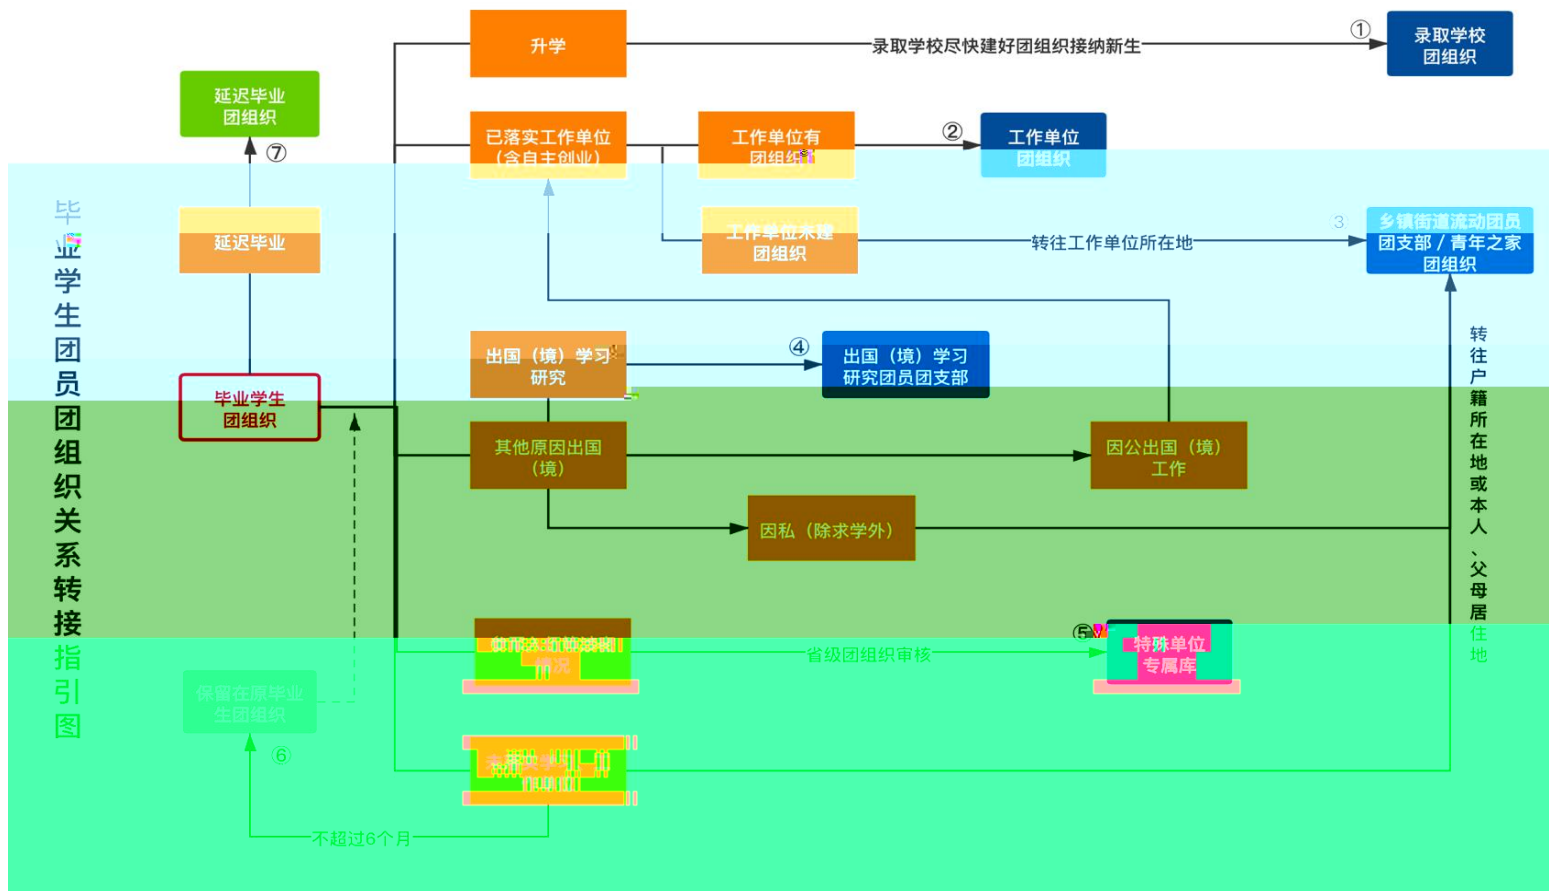 毕业学生团员团组织关系转接指引图
升学
录取学校尽快建好团组织接纳新生
①
录取学校
团组织
延迟毕业
团组织
⑦
已落实工作单位
（含自主创业）
工作单位有
团组织
②
工作单位
团组织
延迟毕业
工作单位未建
团组织
转往工作单位所在地
3
乡镇街道流动团员
团支部 / 青年之家
团组织
毕业学生
团组织
出国（境）学习
研究
④
出国（境）学习
研究团员团支部
转往户籍所在地或本人、父母居住地
其他原因出国
（境）
因公出国（境）
工作
因私（除求学外）
情况
省级团组织审核
⑤
特殊单位
专属库
保留在原毕业
生团组织
⑥
不超过6个月